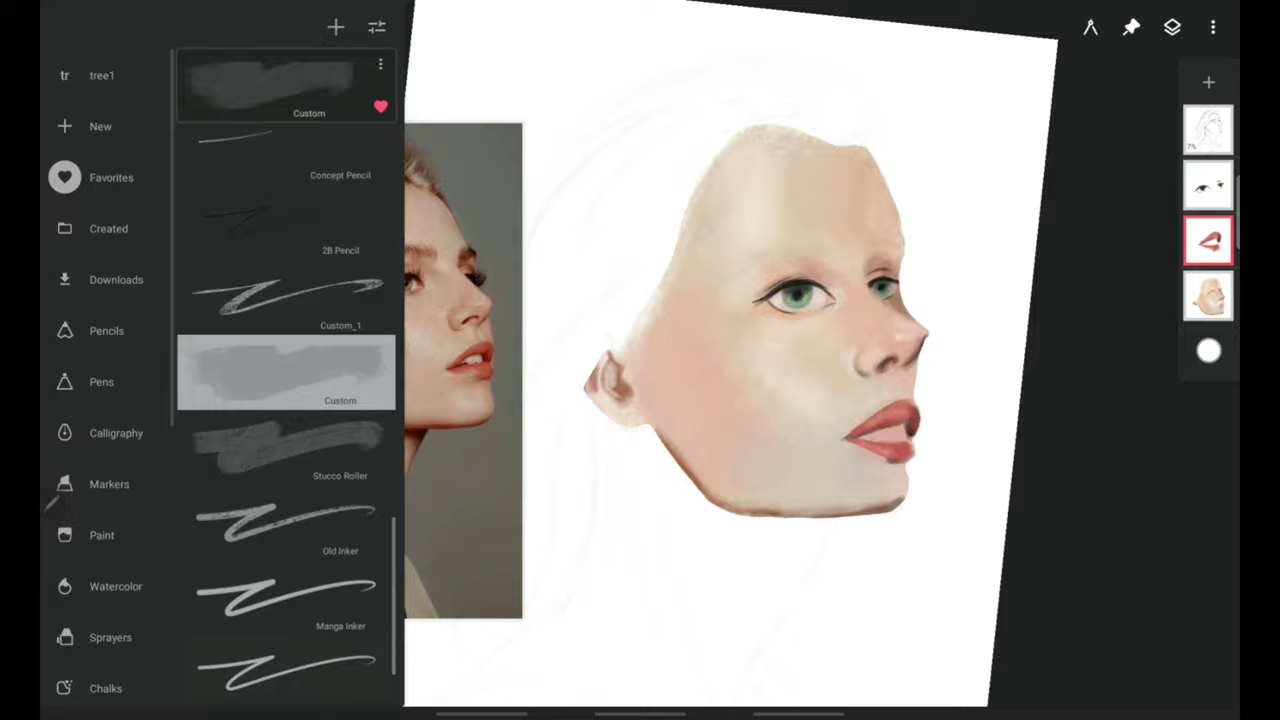 tr tree1
New
Favorites
Created
Downloads
Pencils
Pens
Calligraphy
Markers
Paint
Watercolor
Sprayers
Chalks
Custom
Concept Pencil
2B Pencil
Custom_1
Custom
Stucco Roller
Old Inker
Manga Inker
7%